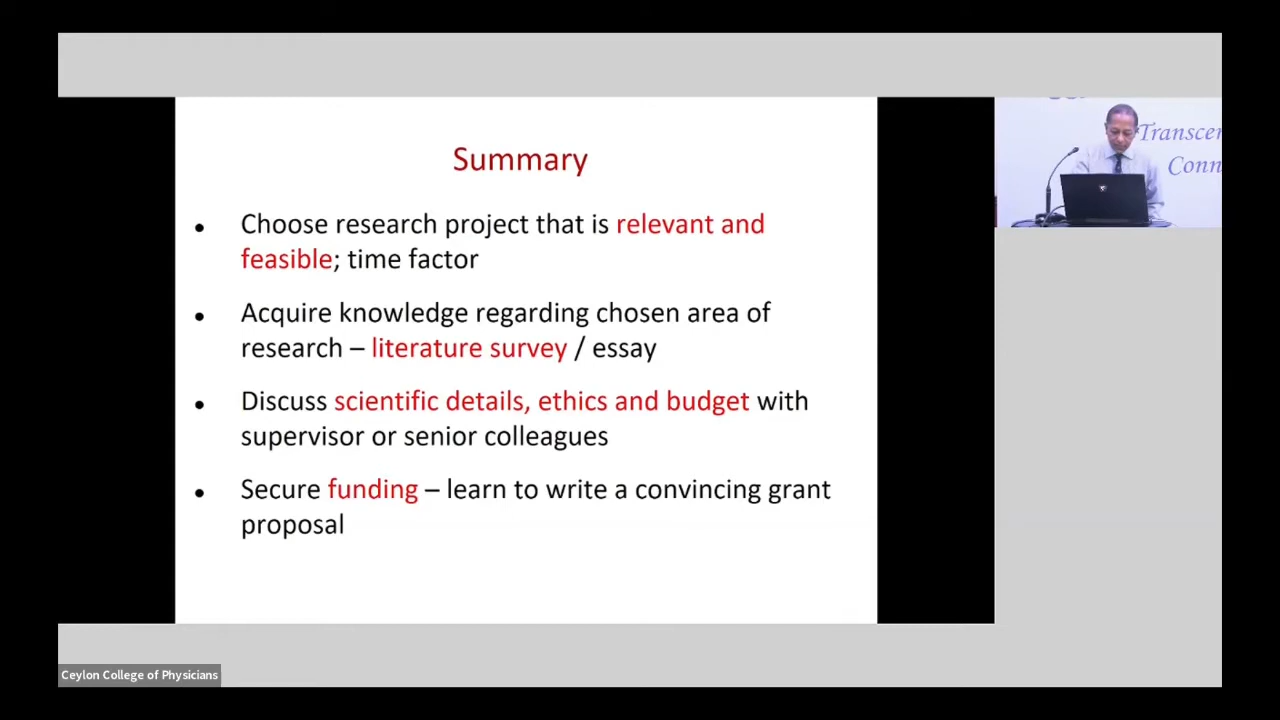 Summary
• Choose research project that is relevant and
feasible; time factor
• Acquire knowledge regarding chosen area of
research – literature survey / essay
• Discuss scientific details, ethics and budget with
supervisor or senior colleagues
• Secure funding – learn to write a convincing grant
proposal
Ceylon College of Physicians